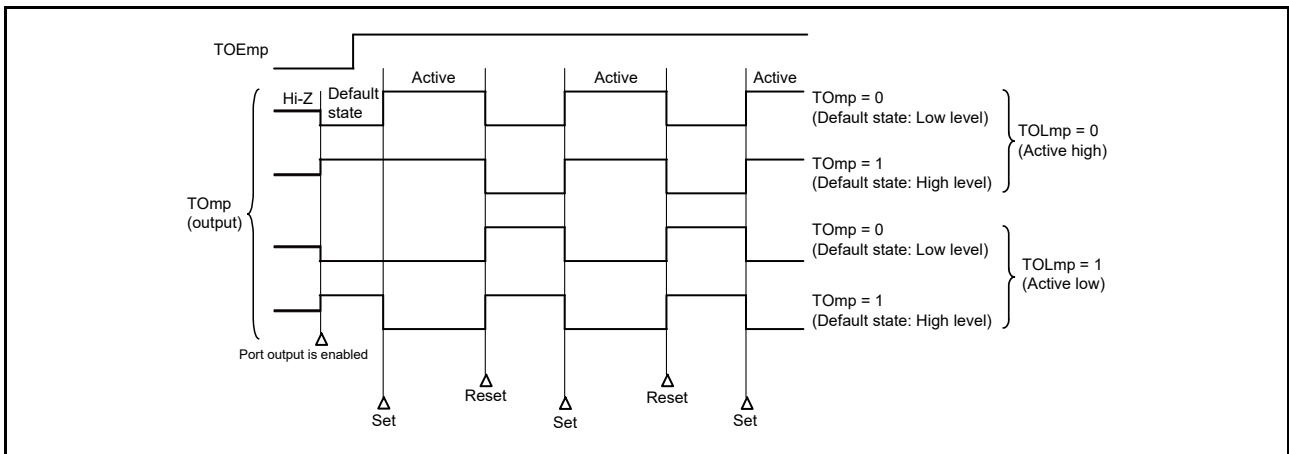 TOEmp
Active
Active
Active
Hi-Z
Default
state
TOmp = 0
(Default state: Low level)
TOLmp = 0
(Active high)
TOmp = 1
(Default state: High level)
TOmp
(output)
TOmp = 0
(Default state: Low level)
TOLmp = 1
(Active low)
TOmp = 1
(Default state: High level)
Port output is enabled
Reset
Reset
Set
Set
Set